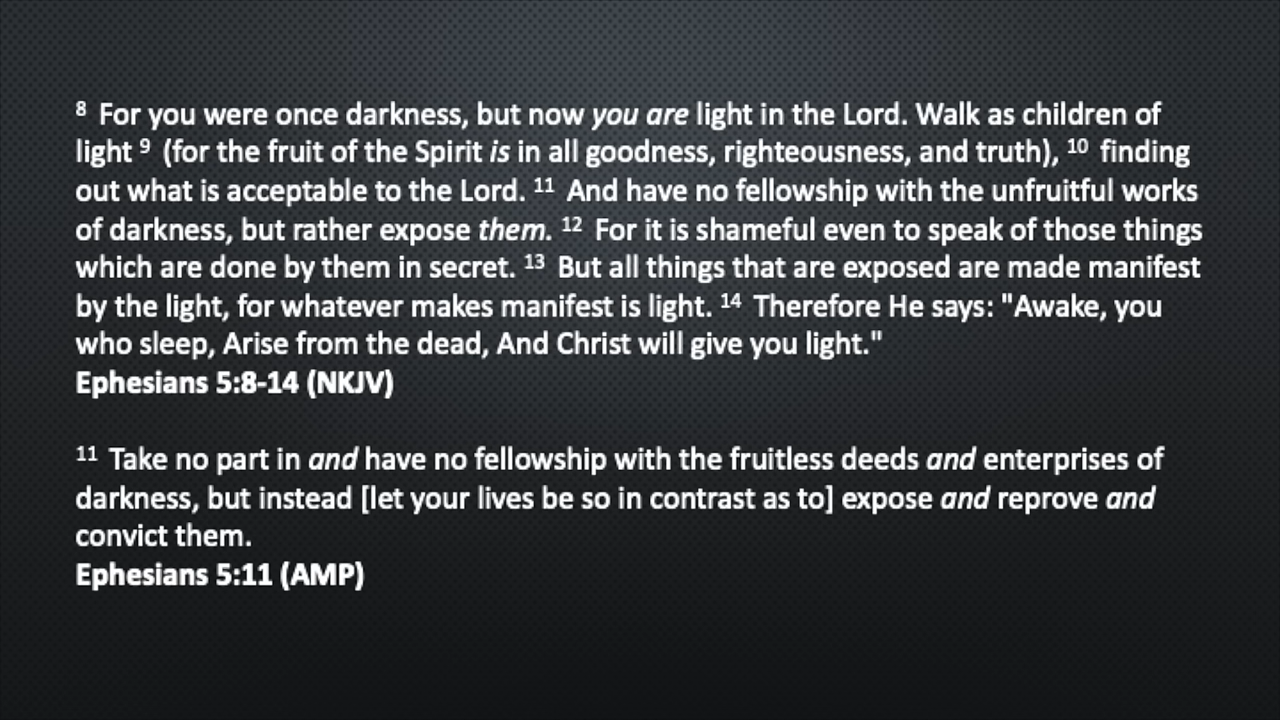 8 For you were once darkness, but now you are light in the Lord. Walk as children of
light 9 (for the fruit of the Spirit is in all goodness, righteousness, and truth), 10 finding
out what is acceptable to the Lord. 11 And have no fellowship with the unfruitful works
of darkness, but rather expose them. 12 For it is shameful even to speak of those things
which are done by them in secret. 13 But all things that are exposed are made manifest
by the light, for whatever makes manifest is light. 14 Therefore He says: "Awake, you
who sleep, Arise from the dead, And Christ will give you light."
Ephesians 5:8-14 (NKJV)
11 Take no part in and have no fellowship with the fruitless deeds and enterprises of
darkness, but instead [let your lives be so in contrast as to] expose and reprove and
convict them.
Ephesians 5:11 (AMP)